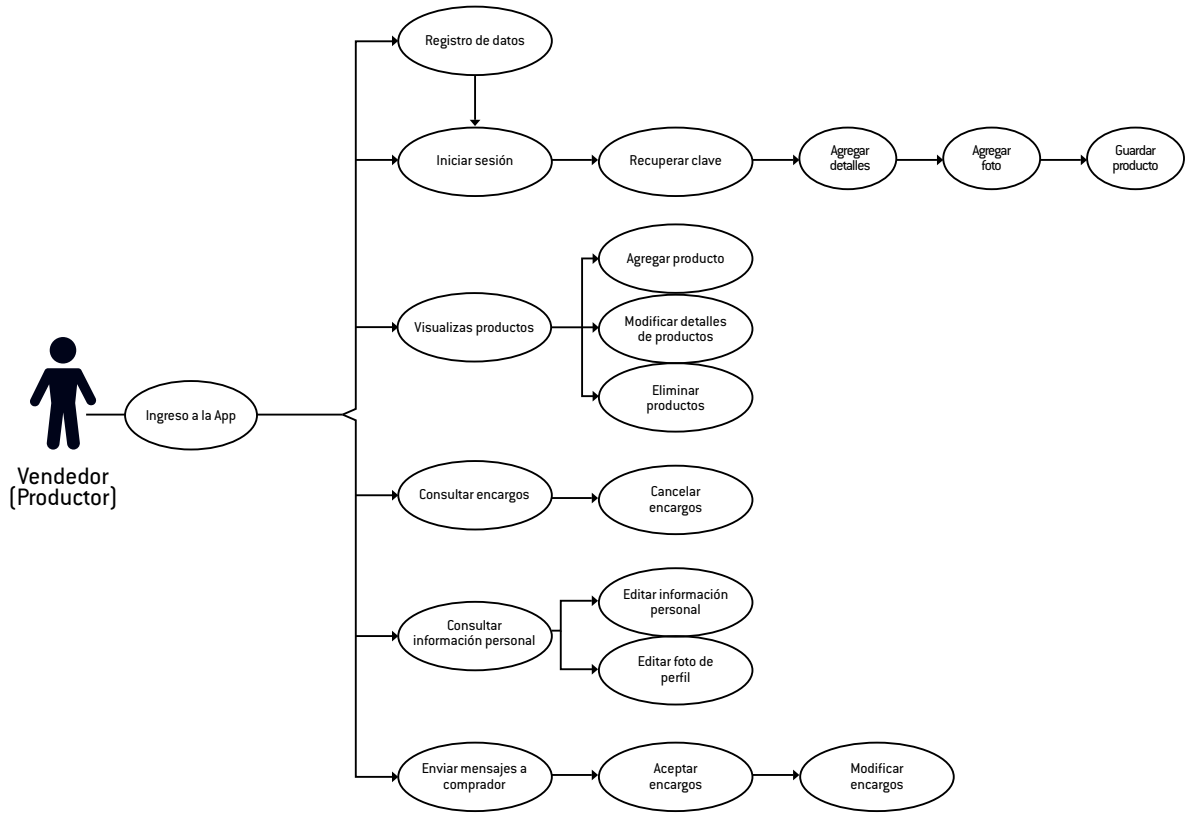 Registro de datos
Iniciar sesión
Recuperar clave
Agregar
detalles
Agregar
foto
Guardar
producto
Agregar producto
Visualizas productos
Modificar detalles
de productos
Eliminar
productos
Ingreso a la App
Vendedor
(Productor)
Consultar encargos
Cancelar
encargos
Consultar
información personal
Editar información
personal
Editar foto de
perfil
Enviar mensajes a
comprador
Aceptar
encargos
Modificar
encargos